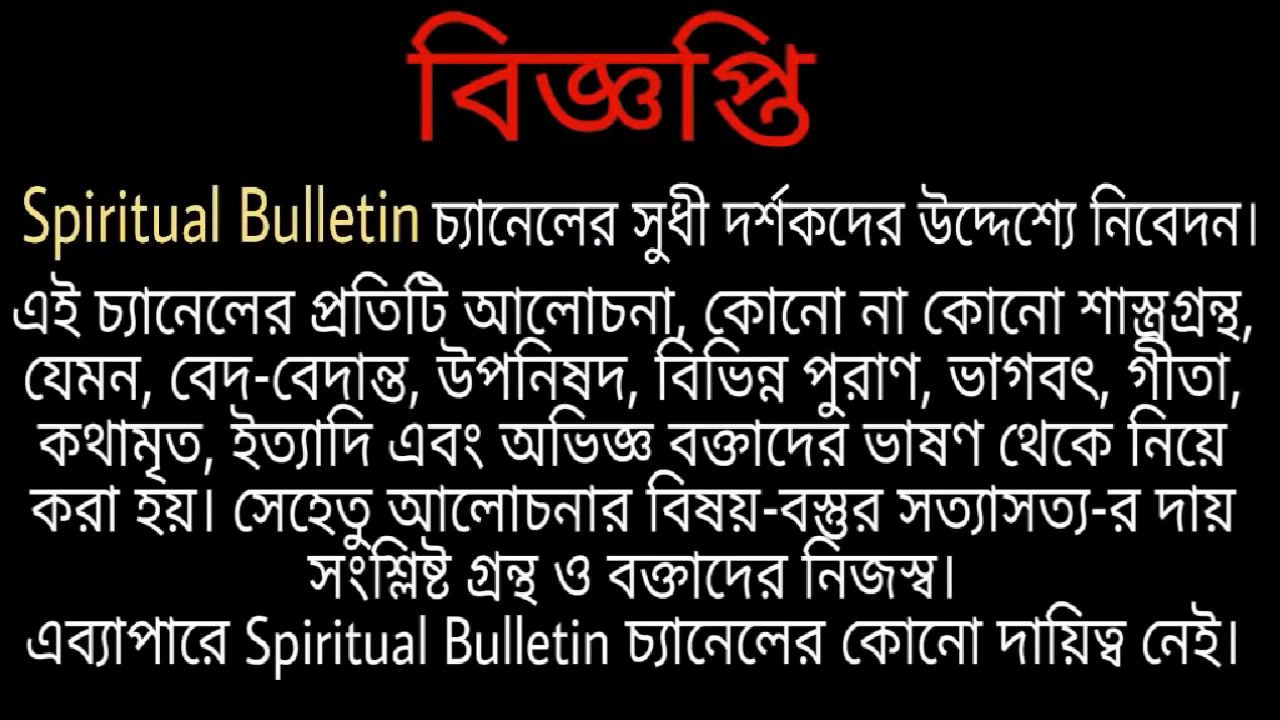 বিজ্ঞপ্তি
Spiritual Bulletin চ্যানেলের সুধী দর্শকদের উদ্দেশ্যে নিবেদন।
এই চ্যানেলের প্রতিটি আলোচনা, কোনো না কোনো শাস্ত্রগ্রন্থ,
যেমন, বেদ-বেদান্ত, উপনিষদ, বিভিন্ন পুরাণ, ভাগবৎ, গীতা,
কথামৃত, ইত্যাদি এবং অভিজ্ঞ বক্তাদের ভাষণ থেকে নিয়ে
করা হয়। সেহেতু আলোচনার বিষয়-বস্তুর সত্যাসত্য-র দায়
সংশ্লিষ্ট গ্রন্থ ও বক্তাদের নিজস্ব।
এব্যাপারে Spiritual Bulletin চ্যানেলের কোনো দায়িত্ব নেই।